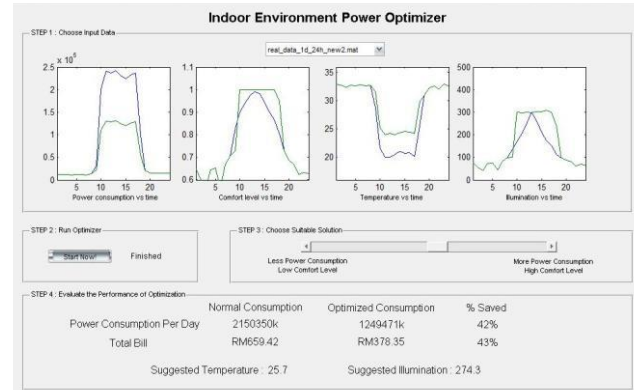 Indoor Environment Power Optimizer
STEP 1 : Choose Input Data
real_data_1d_24h_new2.mat
x 10
2.5
2
1.5
1
0.5
0
5 10 15 20
Power consumption vs time
1.1
1
0.9
0.8
0.7
0.6
5 10 15 20
Comfort level vs time
35
30
25
20
5 10 15 20
Temperature vs time
500
400
300
200
100
0
5 10 15 20
Illumination vs time
STEP 2 : Run Optimizer
Start Now!
Finished
STEP 3 : Choose Suitable Solution
Less Power Consumption
Low Comfort Level
More Power Consumption
High Comfort Level
STEP 4 : Evaluate the Performance of Optimization
Normal Consumption Optimized Consumption % Saved
Power Consumption Per Day 2150350k 1249471k 42%
Total Bill RM659.42 RM378.35 43%
Suggested Temperature : 25.7 Suggested Illumination : 274.3